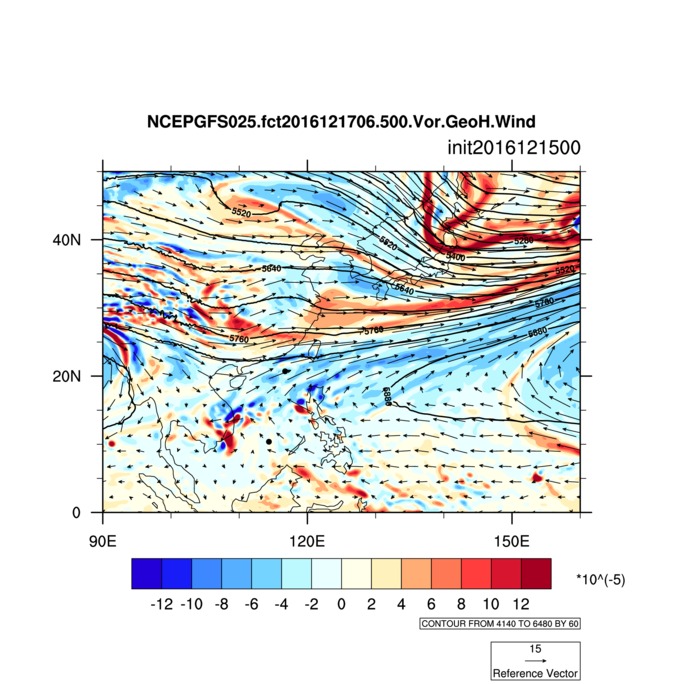 NCEPGFS025.fct2016121706.500.Vor.GeoH.Wind
init2016121500
5520
5520
5280
5400
40N
5640
5640
5520
5760
5760
5760
5880
20N
5880
0
90E 120E 150E
-12 -10 -8 -6 -4 -2 0 2 4 6 8 10 12 *10^(-5)
CONTOUR FROM 4140 TO 6480 BY 60
15
Reference Vector